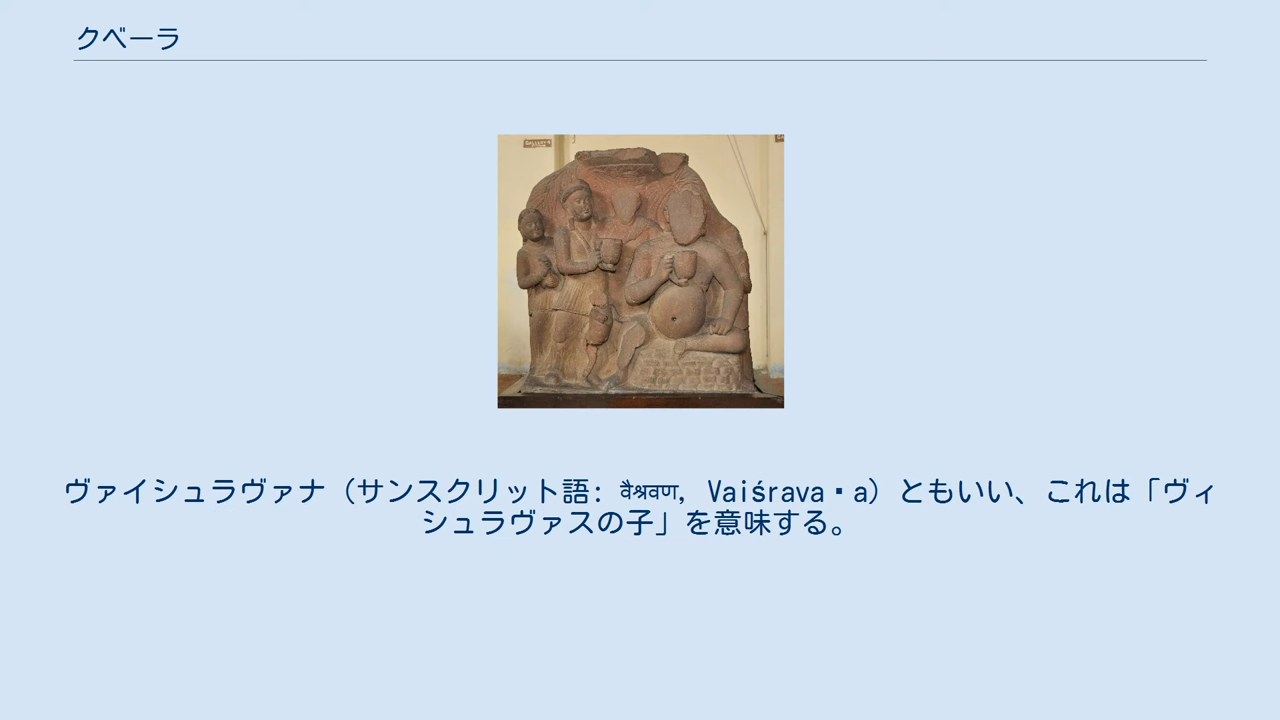 クベーラ
ヴァイシュラヴァナ（サンスクリット語: वैश्रवण, Vaiśrava▪a）ともいい、これは「ヴィ
シュラヴァスの子」を意味する。